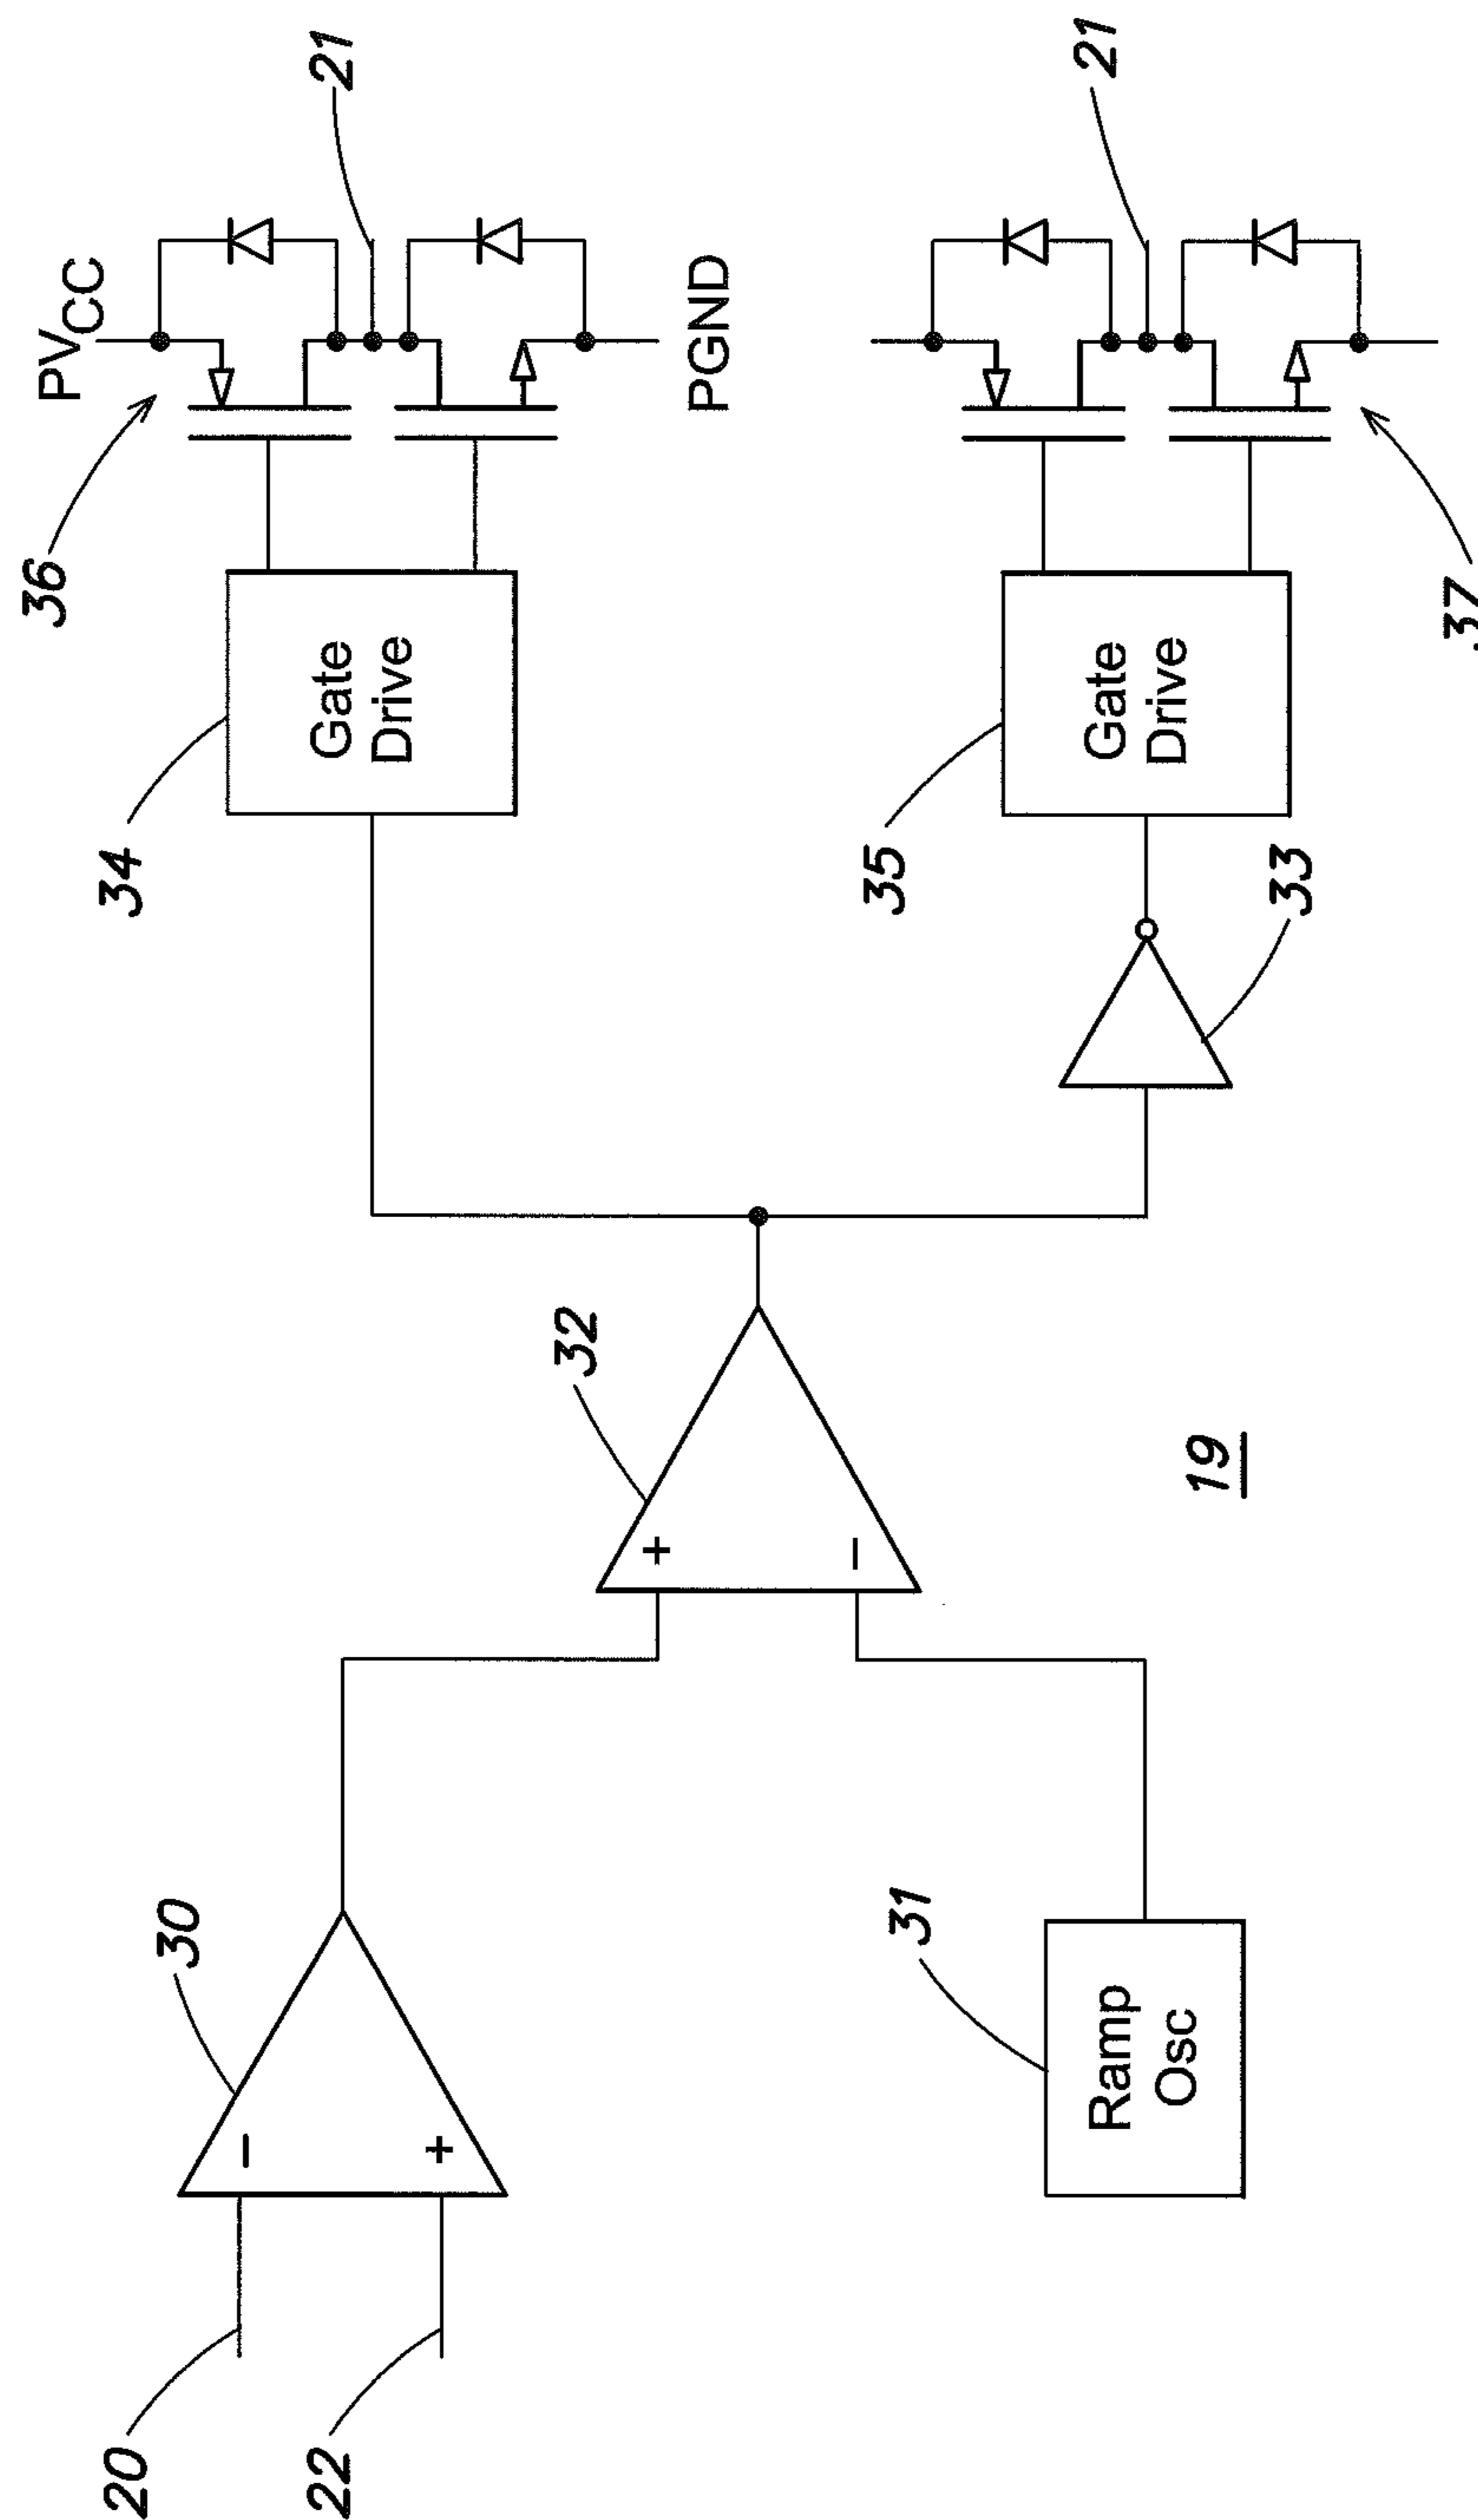 20
22
30
31
Ramp
Osc
32
19
33
34
Gate
Drive
35
Gate
Drive
36
PVCC
21
PGND
37
21